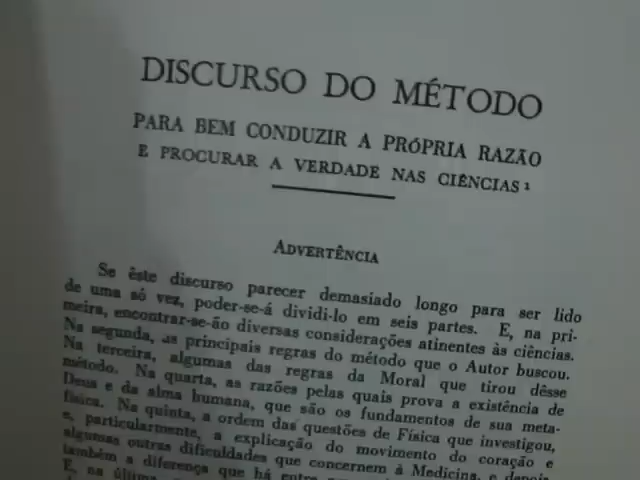 DISCURSO DO MÉTODO
PARA BEM CONDUZIR A PRÓPRIA RAZÃO
E PROCURAR A VERDADE NAS CIÊNCIAS¹
ADVERTÊNCIA
Se êste discurso parecer demasiado longo para ser lido
de uma só vez, poder-se-á dividi-lo em seis partes. E, na pri-
meira, encontrar-se-ão diversas considerações atinentes às ciências.
Na segunda, as principais regras do método que o Autor buscou.
Na terceira, algumas das regras da Moral que tirou dêsse
método. Na quarta, as razões pelas quais prova a existência de
Deus e da alma humana, que são os fundamentos de sua meta-
física. Na quinta, a ordem das questões de Física que investigou,
e, particularmente, a explicação do movimento do coração e
algumas outras dificuldades que concernem à Medicina, e depois
também a diferença que há entre
E, na última